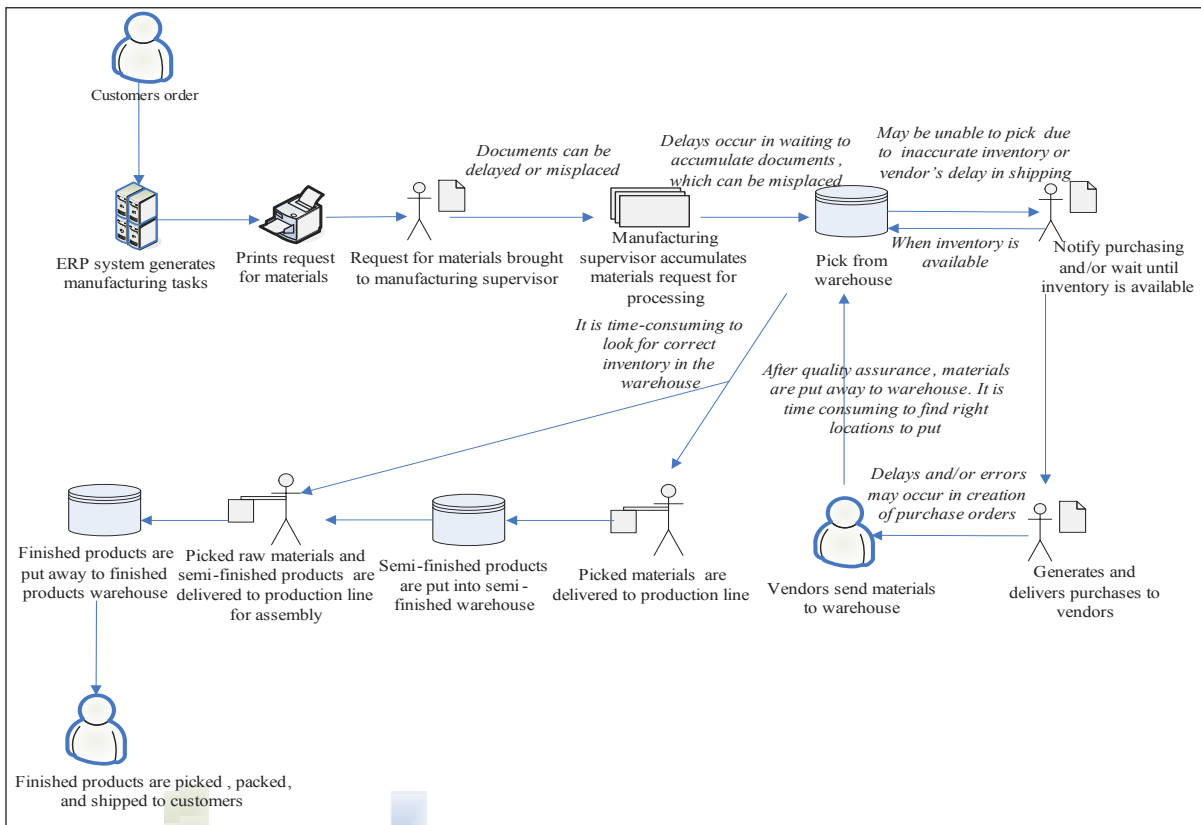 Customers order
ERP system generates
manufacturing tasks
Prints request
for materials
Request for materials brought
to manufacturing supervisor
Documents can be
delayed or misplaced
Manufacturing
supervisor accumulates
materials request for
processing
Delays occur in waiting to
accumulate documents ,
which can be misplaced
Pick from
warehouse
May be unable to pick due
to inaccurate inventory or
vendor's delay in shipping
When inventory is
available
Notify purchasing
and/or wait until
inventory is available
It is time-consuming to
look for correct
inventory in the
warehouse
After quality assurance , materials
are put away to warehouse. It is
time consuming to find right
locations to put
Delays and/or errors
may occur in creation
of purchase orders
Finished products are
put away to finished
products warehouse
Picked raw materials and
semi-finished products are
delivered to production line
for assembly
Semi-finished products
are put into semi-
finished warehouse
Picked materials are
delivered to production line
Vendors send materials
to warehouse
Generates and
delivers purchases to
vendors
Finished products are picked , packed,
and shipped to customers